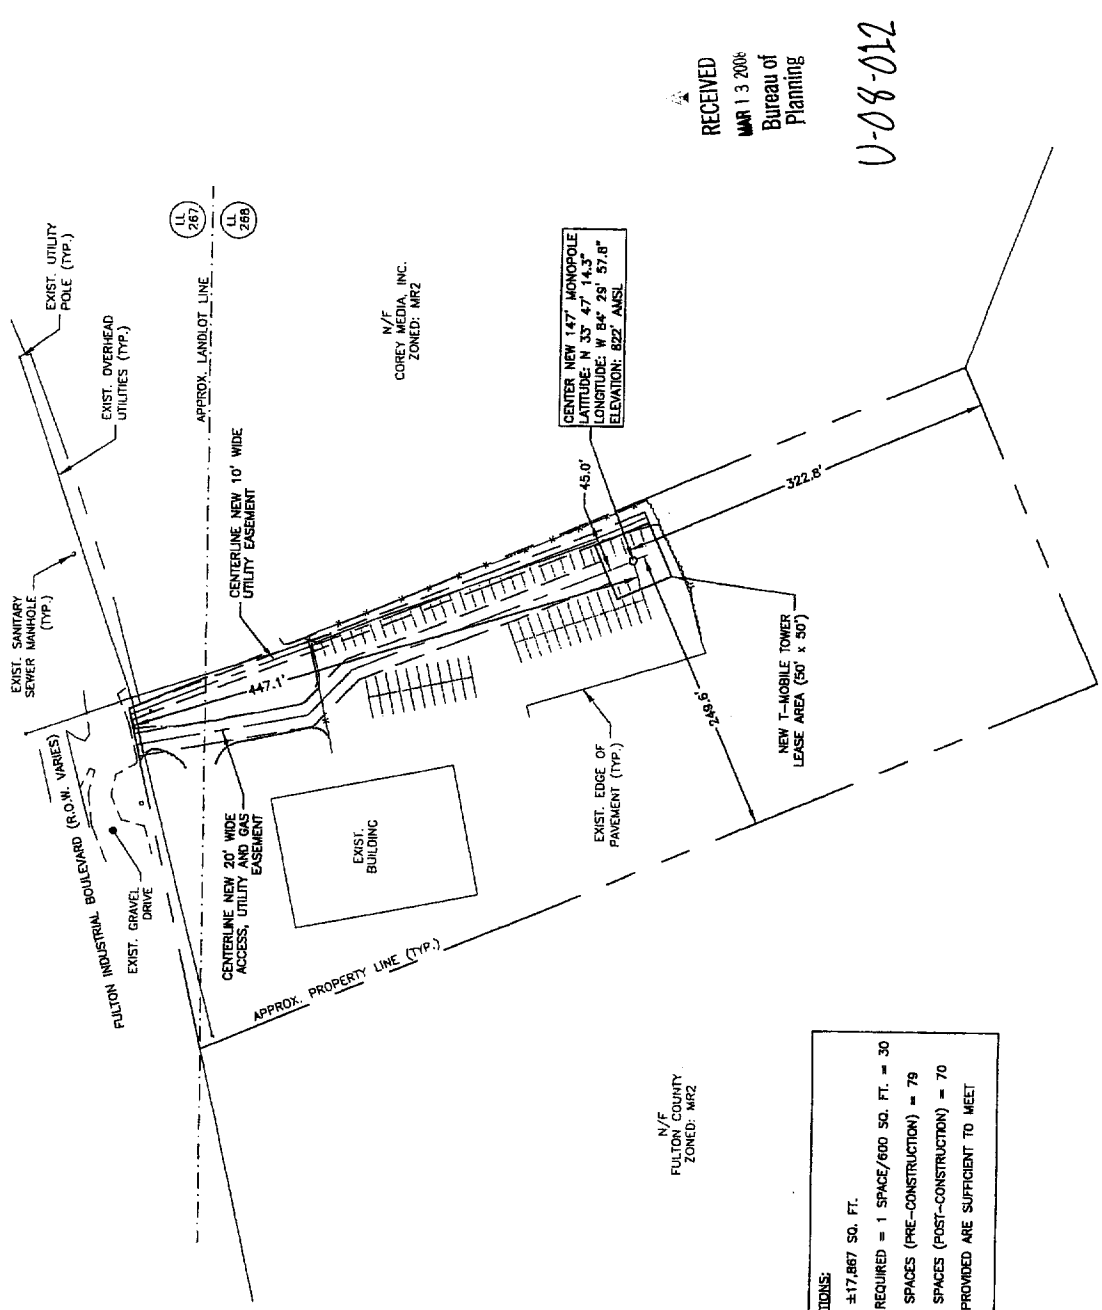 EXIST. SANITARY
SEWER MANHOLE
(TYP.)
EXIST. OVERHEAD
UTILITIES (TYP.)
EXIST. UTILITY
POLE (TYP.)
LL
267
LL
268
APPROX. LANDLOT LINE
FULTON INDUSTRIAL BOULEVARD (R.O.W. VARIES)
EXIST. GRAVEL
DRIVE
CENTERLINE NEW 10' WIDE
UTILITY EASEMENT
447.1'
CENTERLINE NEW 20' WIDE
ACCESS, UTILITY AND GAS
EASEMENT
N/F
COREY MEDIA, INC.
ZONED: MR2
EXIST.
BUILDING
APPROX. PROPERTY LINE (TYP.)
CENTER NEW 147' MONOPOLE
LATITUDE: N 33° 47' 14.3"
LONGITUDE: W 84° 29' 57.8"
ELEVATION: 822' AMSL
45.0'
322.8'
249.6'
EXIST. EDGE OF
PAVEMENT (TYP.)
NEW T-MOBILE TOWER
LEASE AREA (50' x 50')
N/F
FULTON COUNTY
ZONED: MR2
RECEIVED
MAR 13 2008
Bureau of
Planning
U-08-012
±17,867 SQ. FT.
REQUIRED = 1 SPACE/600 SQ. FT. = 30
SPACES (PRE-CONSTRUCTION) = 79
SPACES (POST-CONSTRUCTION) = 70
PROVIDED ARE SUFFICIENT TO MEET